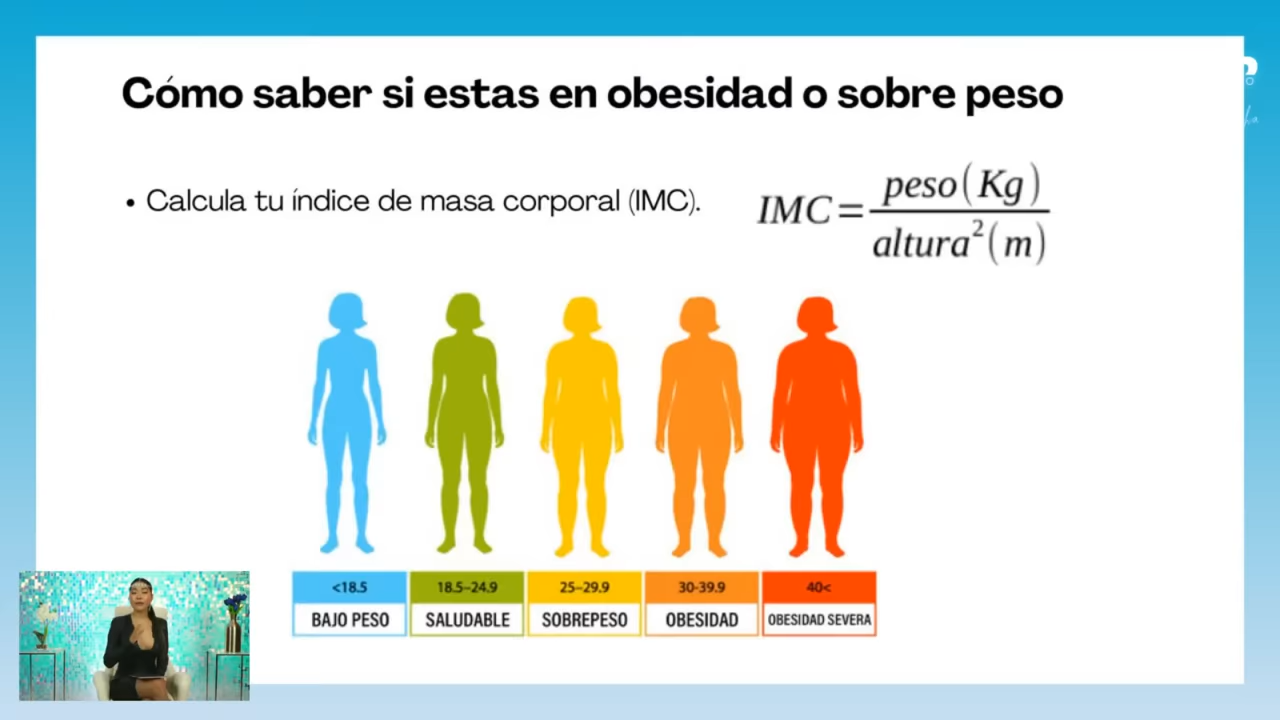 Cómo saber si estas en obesidad o sobre peso
• Calcula tu índice de masa corporal (IMC).
IMC = peso(Kg) / altura²(m)
<18.5 18.5–24.9 25–29.9 30-39.9 40<
BAJO PESO SALUDABLE SOBREPESO OBESIDAD OBESIDAD SEVERA